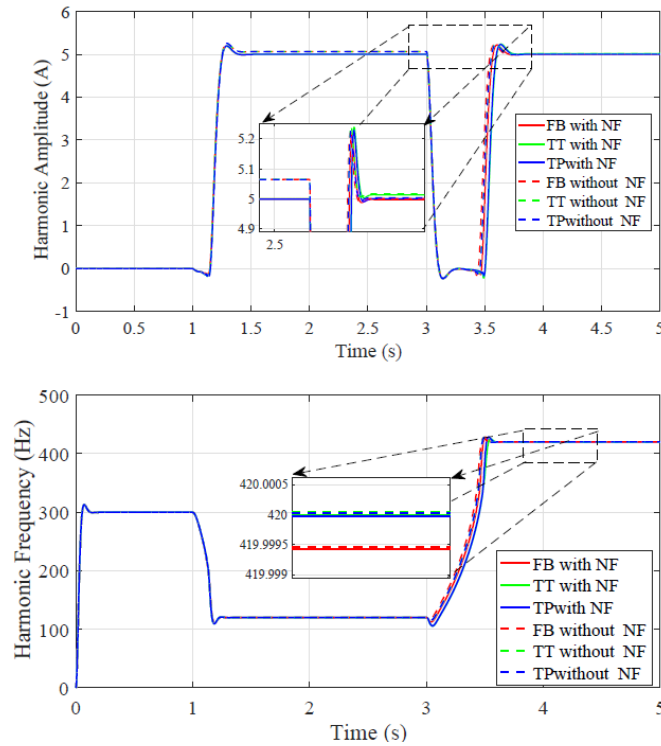 Harmonic Amplitude (A)
6
5
4
3
2
1
0
-1
5.2
5.1
5
4.9
2.5
FB with NF
TT with NF
TPwith NF
FB without NF
TT without NF
TPwithout NF
0 0.5 1 1.5 2 2.5 3 3.5 4 4.5 5
Time (s)
Harmonic Frequency (Hz)
500
400
300
200
100
0
420.0005
420
419.9995
419.999
FB with NF
TT with NF
TPwith NF
FB without NF
TT without NF
TPwithout NF
0 1 2 3 4 5
Time (s)